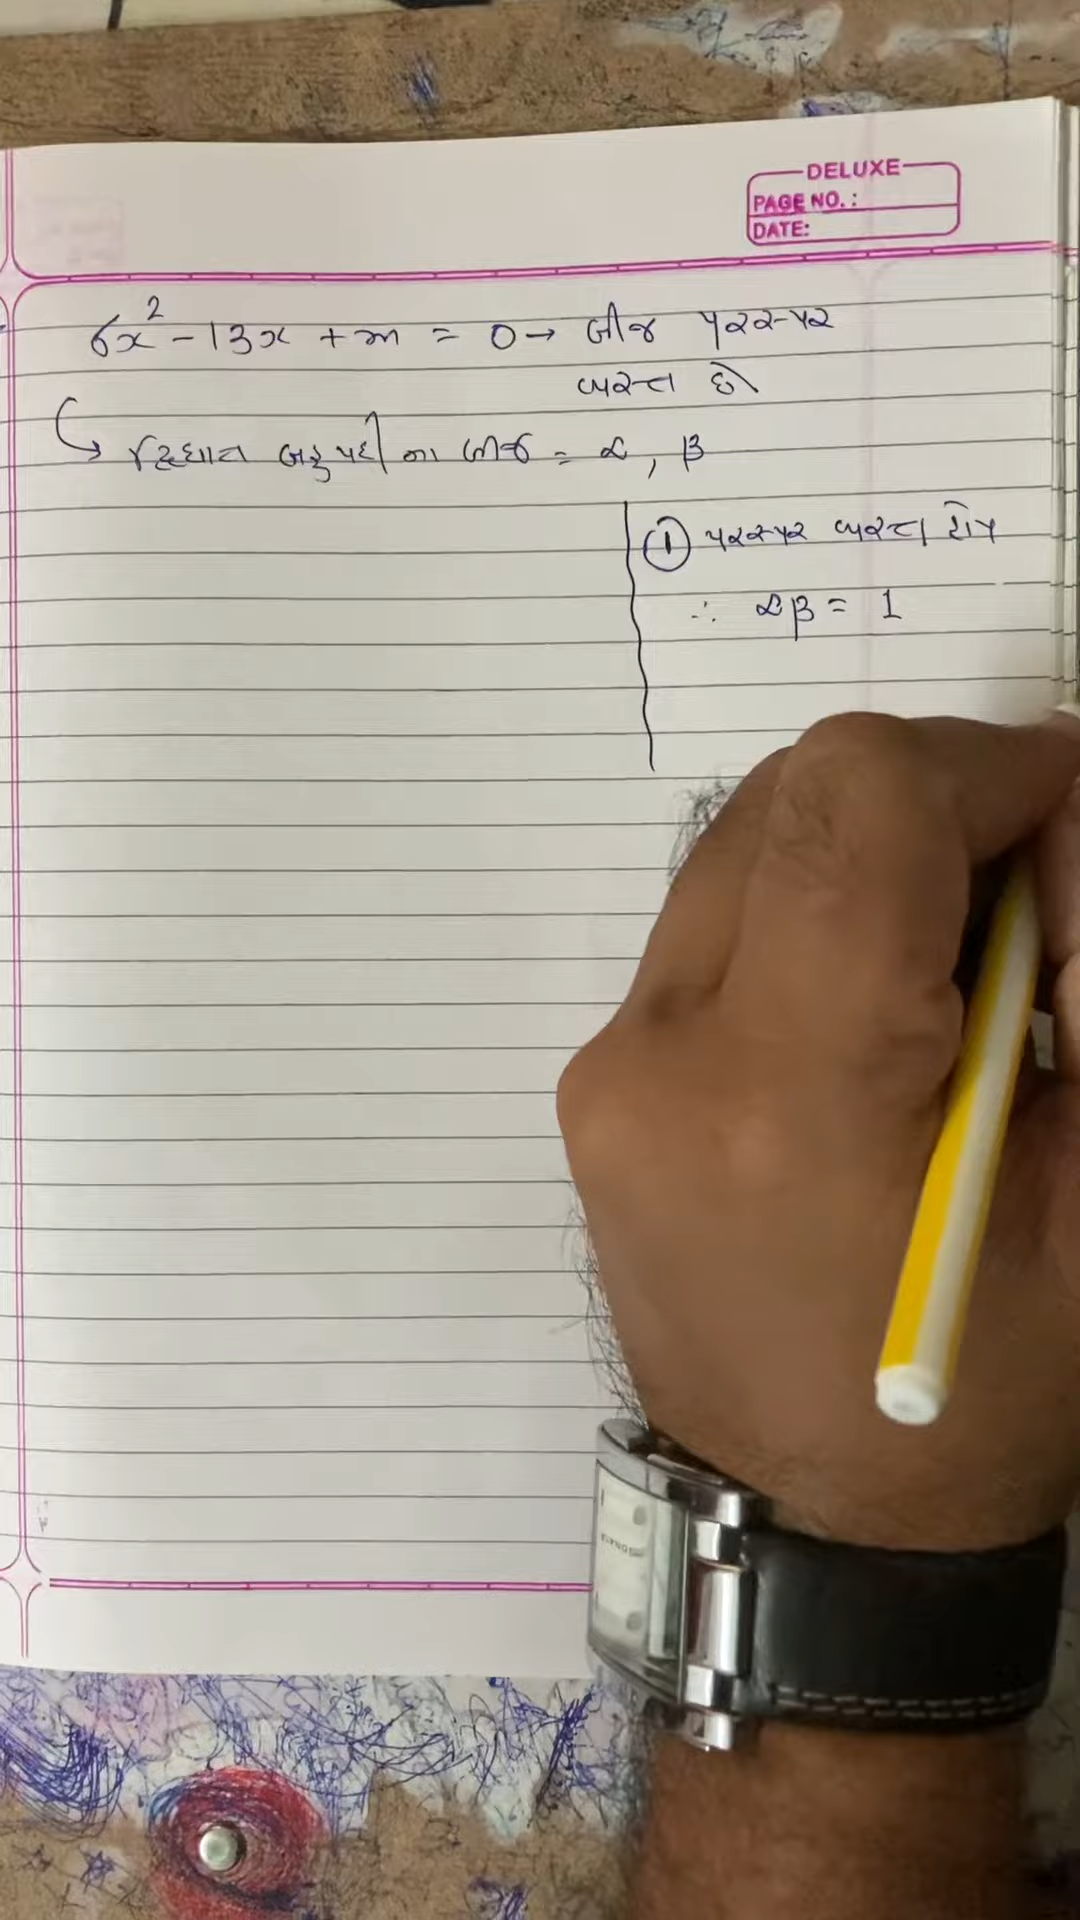 DELUXE
PAGE NO. :
DATE:
6x² - 13x + m = 0 → બીજ પરસ્પર
વ્યસ્ત છે
દ્વિઘાત બહુપદી ના બીજ = α, β
① પરસ્પર વ્યસ્ત હોય
∴ αβ = 1